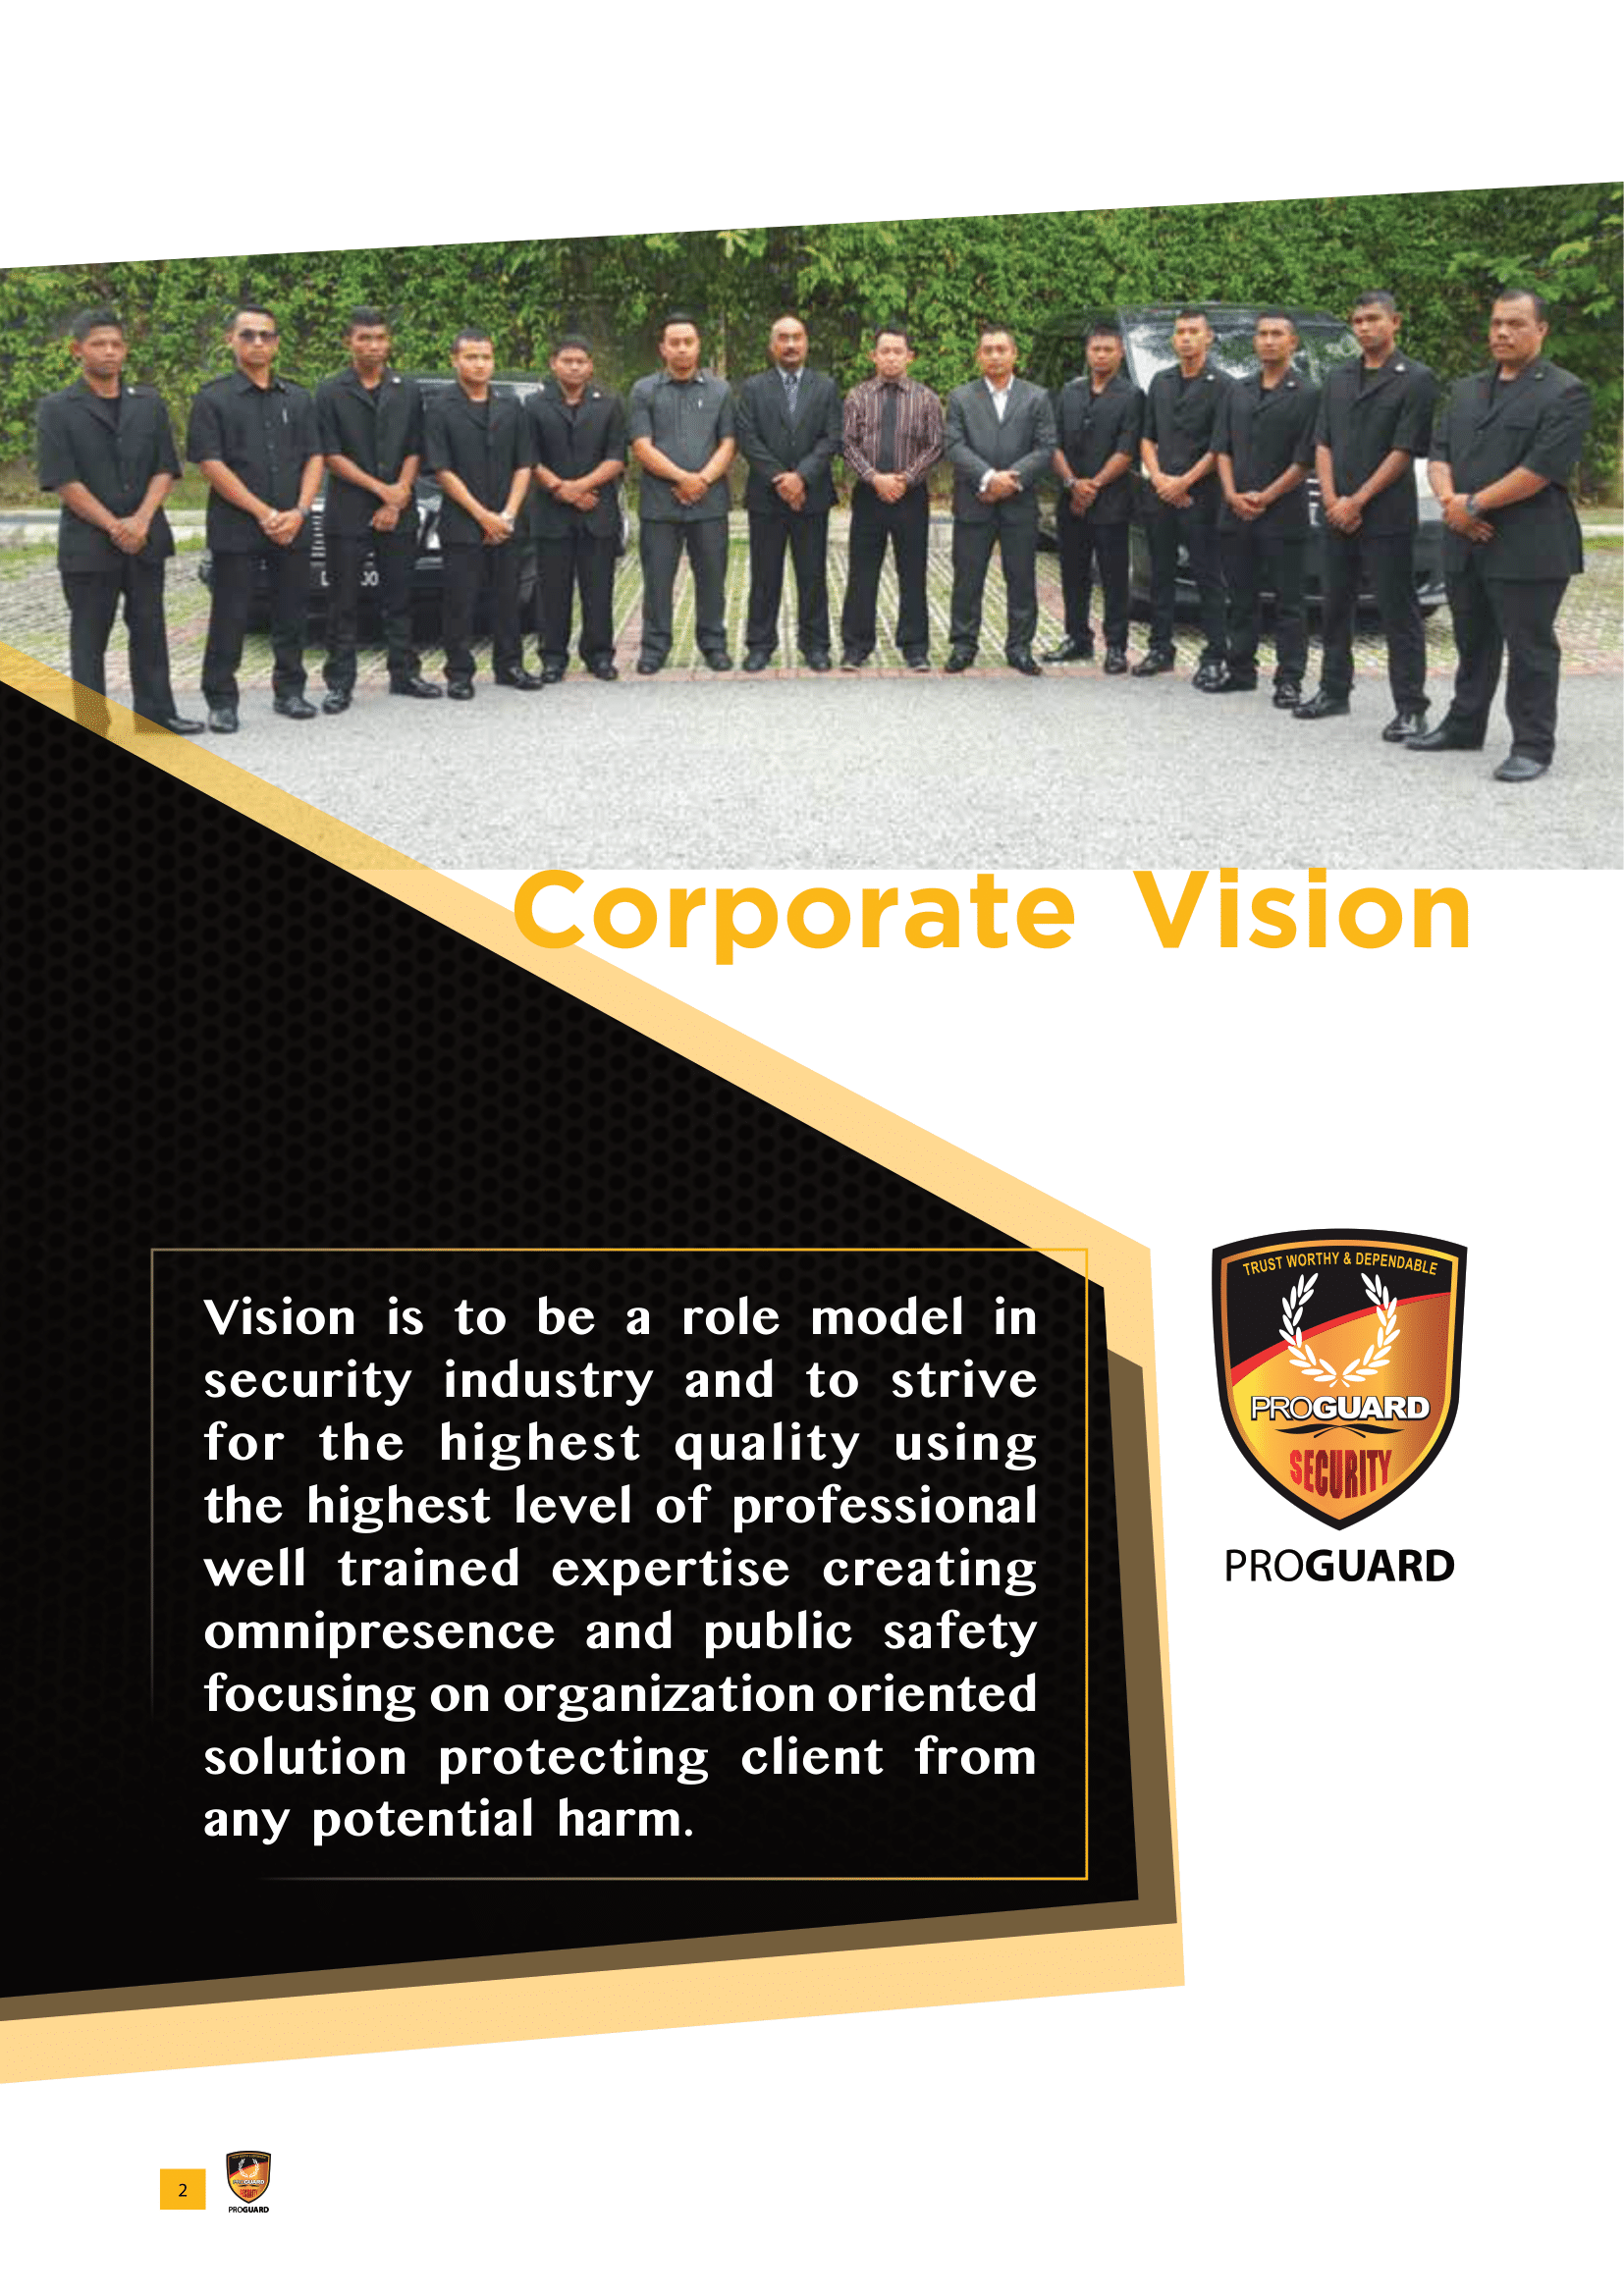 Corporate Vision
Vision is to be a role model in
security industry and to strive
for the highest quality using
the highest level of professional
well trained expertise creating
omnipresence and public safety
focusing on organization oriented
solution protecting client from
any potential harm.
TRUST WORTHY & DEPENDABLE
PROGUARD
SECURITY
PROGUARD
2
PROGUARD
SECURITY
PROGUARD